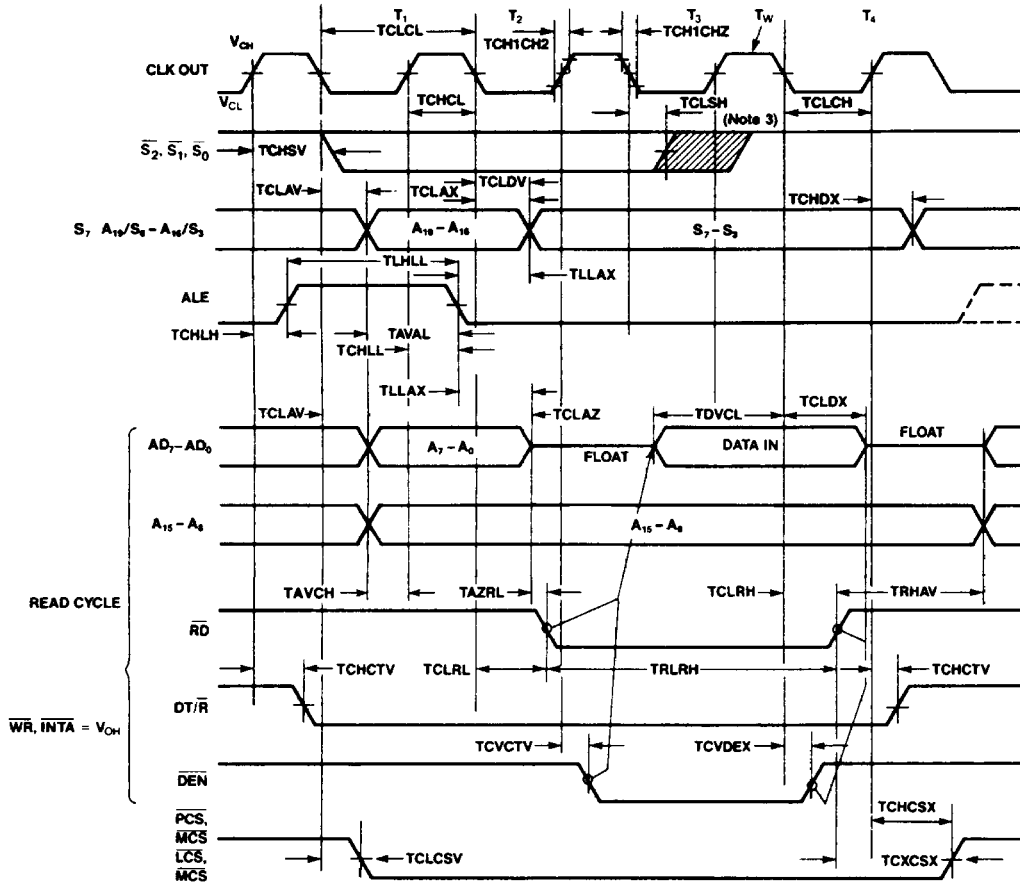 T1 T2 T3 TW T4
TCLCL
TCH1CH2 TCH1CHZ
VCH
CLK OUT
VCL
TCHCL TCLSH TCLCH
(Note 3)
S2, S1, S0
TCHSV
TCLAV TCLAX TCLDV TCHDX
S7 A19/S6 – A16/S3 A19 – A16 S7 – S3
TLHLL TLLAX
ALE
TCHLH TAVAL
TCHLL
TLLAX
TCLAV TCLAZ TDVCL TCLDX
AD7 – AD0 A7 – A0 FLOAT DATA IN FLOAT
A15 – A8 A15 – A8
TAVCH TAZRL TCLRH TRHAV
READ CYCLE
RD
TCHCTV TCLRL TRLRH TCHCTV
DT/R
WR, INTA = VOH
TCVCTV TCVDEX
DEN
PCS, TCHCSX
MCS
LCS, TCLCSV TCXCSX
MCS